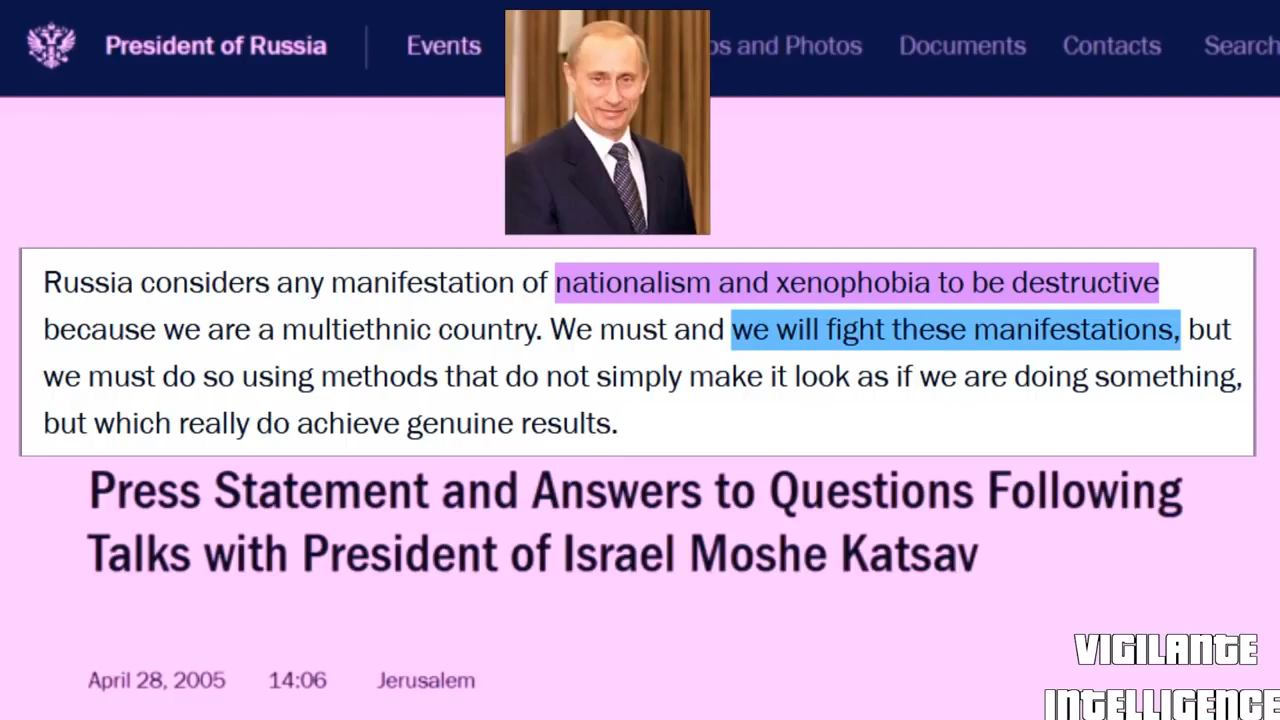 President of Russia Events os and Photos Documents Contacts Search
Russia considers any manifestation of nationalism and xenophobia to be destructive
because we are a multiethnic country. We must and we will fight these manifestations, but
we must do so using methods that do not simply make it look as if we are doing something,
but which really do achieve genuine results.
Press Statement and Answers to Questions Following
Talks with President of Israel Moshe Katsav
April 28, 2005 14:06 Jerusalem
VIGILANTE
INTELLIGENCE